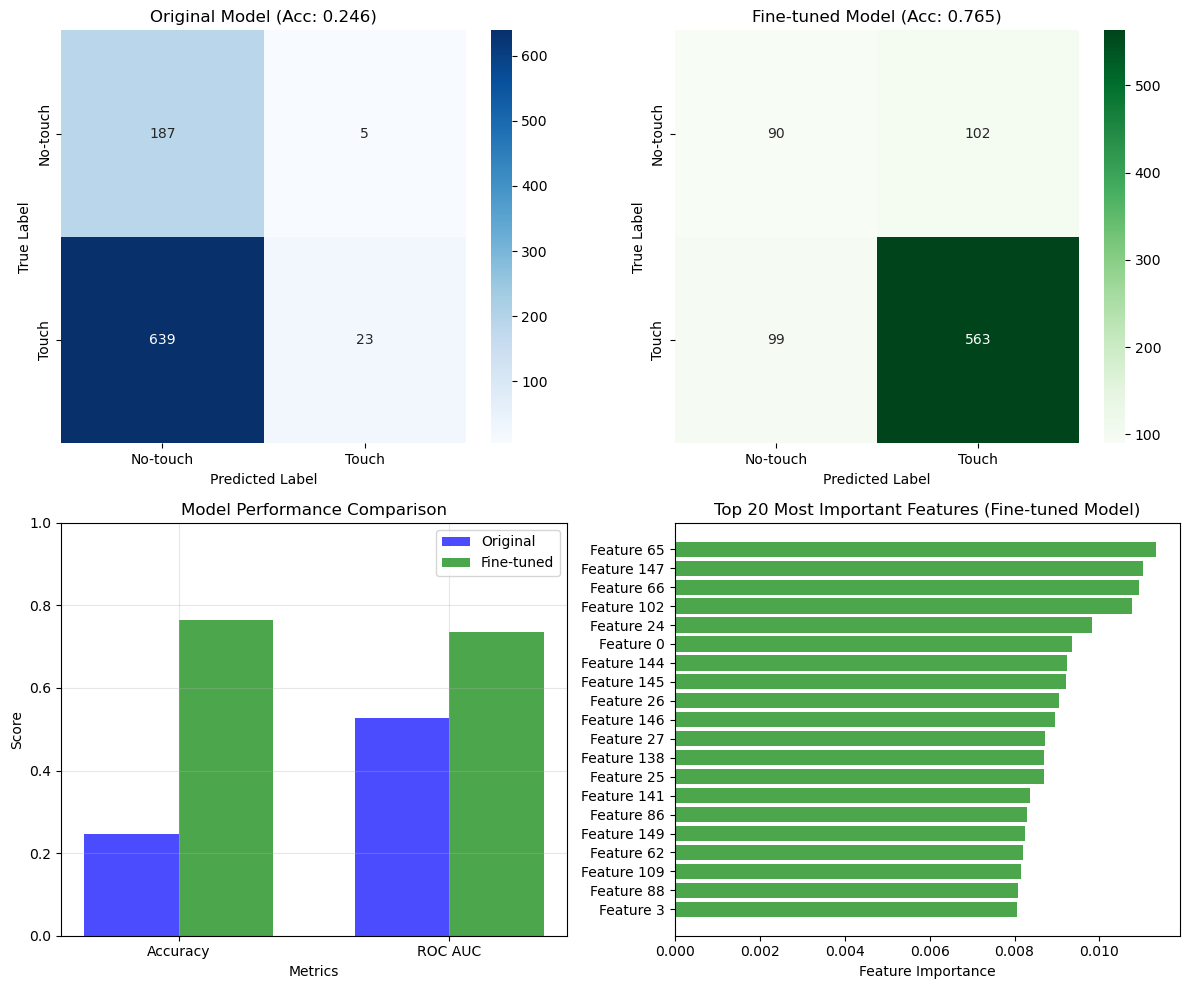 Original Model (Acc: 0.246)
No-touch
Touch
True Label
187
5
639
23
No-touch
Touch
Predicted Label
600
500
400
300
200
100
Fine-tuned Model (Acc: 0.765)
No-touch
Touch
True Label
90
102
99
563
No-touch
Touch
Predicted Label
500
400
300
200
100
Model Performance Comparison
Original
Fine-tuned
1.0
0.8
0.6
0.4
0.2
0.0
Score
Accuracy
ROC AUC
Metrics
Top 20 Most Important Features (Fine-tuned Model)
Feature 65
Feature 147
Feature 66
Feature 102
Feature 24
Feature 0
Feature 144
Feature 145
Feature 26
Feature 146
Feature 27
Feature 138
Feature 25
Feature 141
Feature 86
Feature 149
Feature 62
Feature 109
Feature 88
Feature 3
0.000 0.002 0.004 0.006 0.008 0.010
Feature Importance